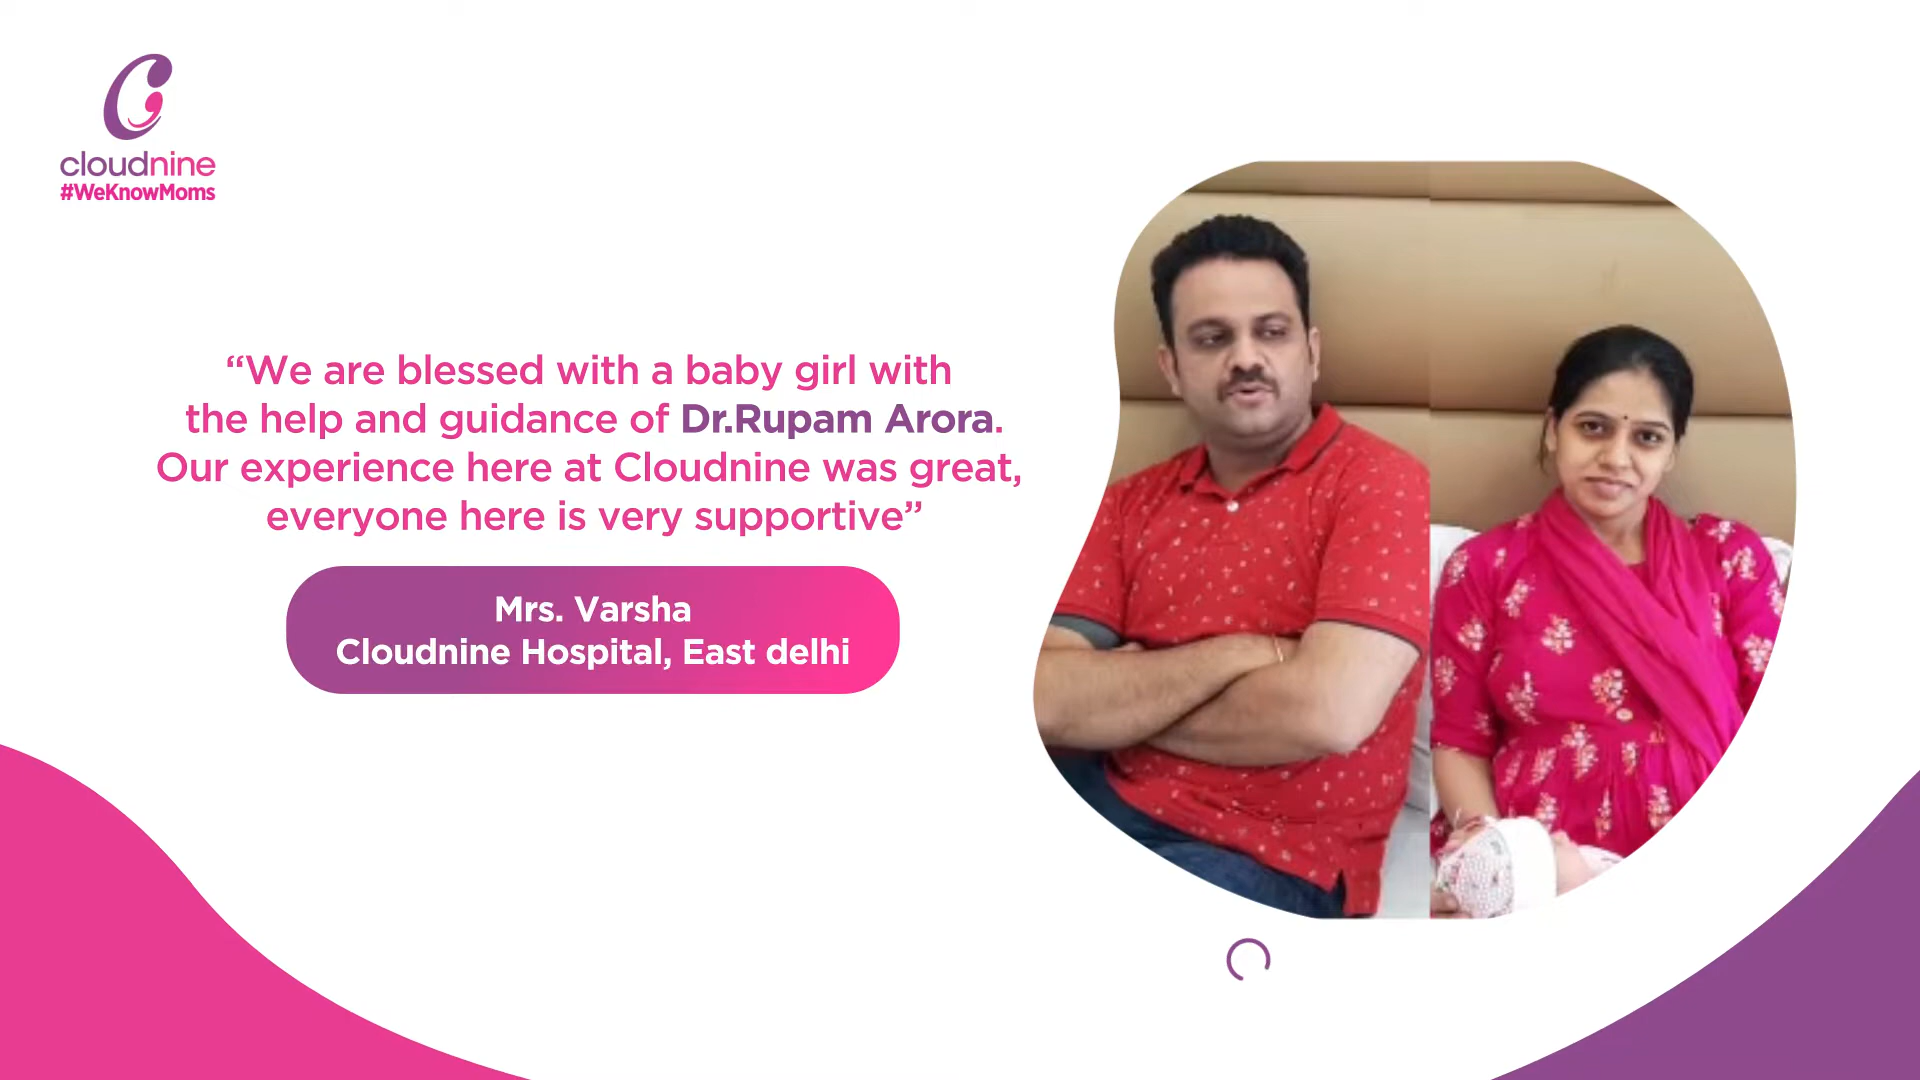 cloudnine
#WeKnowMoms
“We are blessed with a baby girl with
the help and guidance of Dr.Rupam Arora.
Our experience here at Cloudnine was great,
everyone here is very supportive”
Mrs. Varsha
Cloudnine Hospital, East delhi